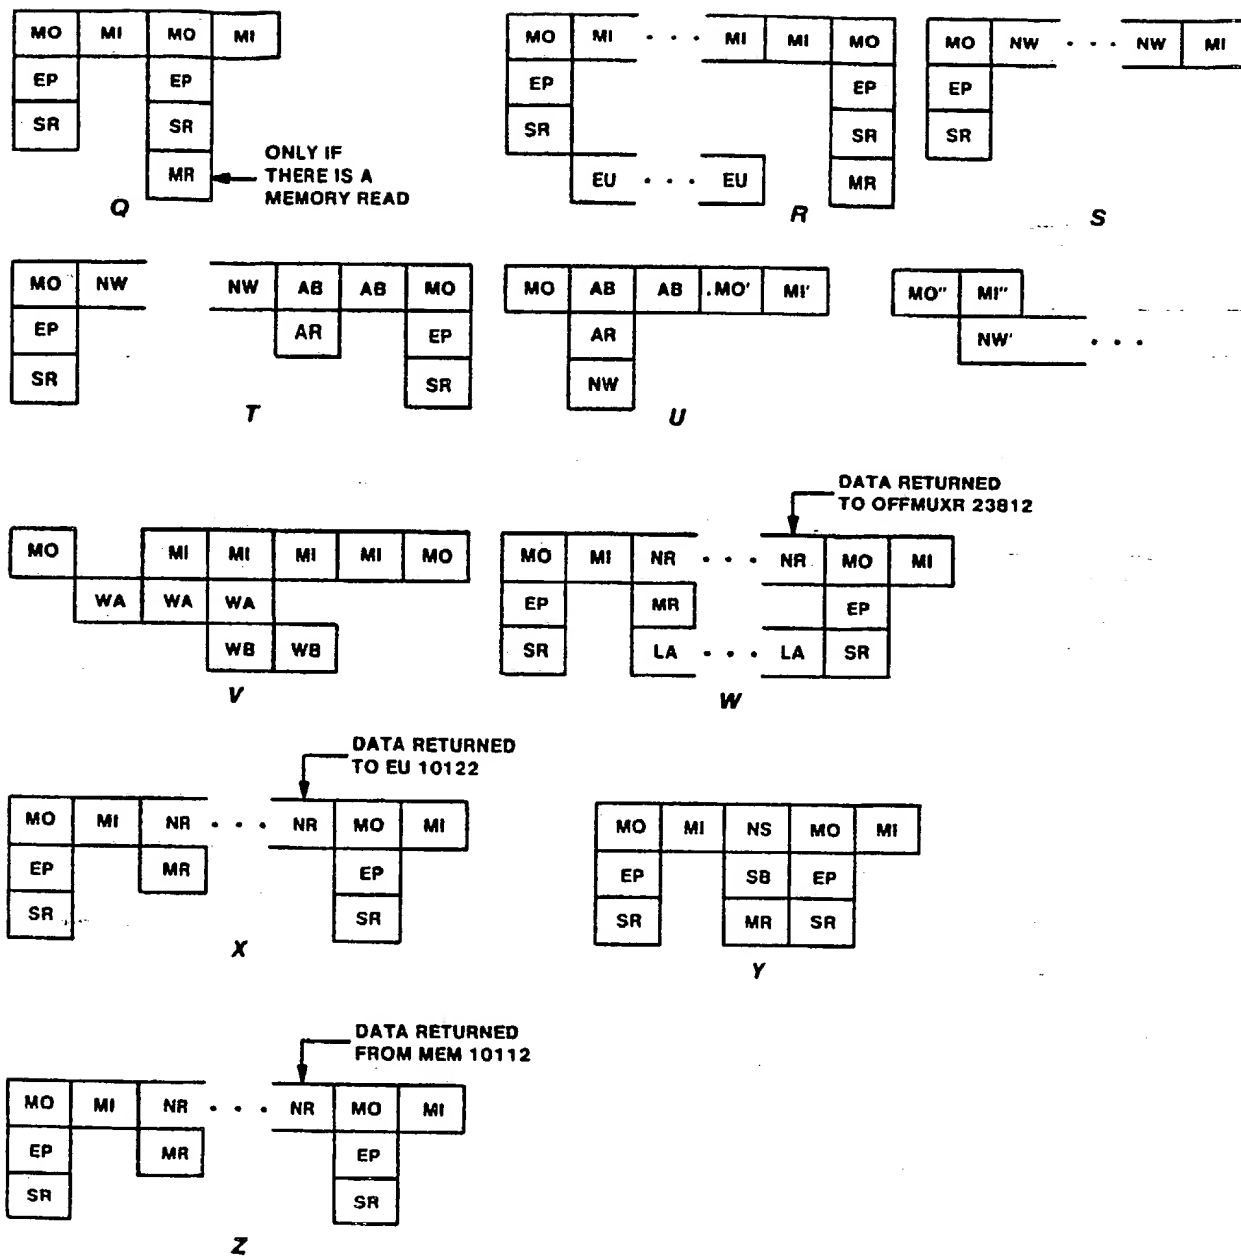 MO MI MO MI
EP EP
SR SR
MR
ONLY IF
THERE IS A
MEMORY READ
Q
MO MI . . . MI MI MO
EP EP
SR SR
EU . . . EU MR
R
MO NW . . . NW MI
EP
SR
S
MO NW NW AB AB MO
EP AR EP
SR SR
T
MO AB AB .MO' MI'
AR
NW
U
MO" MI"
NW' . . .
MO MI MI MI MI MO
WA WA WA
WB WB
V
DATA RETURNED
TO OFFMUXR 23812
MO MI NR . . . NR MO MI
EP MR EP
SR LA . . . LA SR
W
DATA RETURNED
TO EU 10122
MO MI NR . . . NR MO MI
EP MR EP
SR SR
X
MO MI NS MO MI
EP SB EP
SR MR SR
Y
DATA RETURNED
FROM MEM 10112
MO MI NR . . . NR MO MI
EP MR EP
SR SR
Z